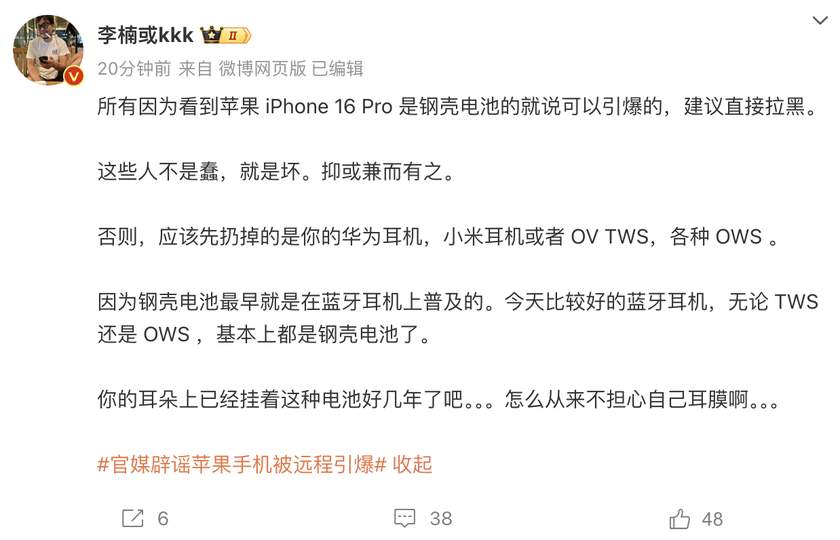 李楠或kkk II
20分钟前 来自 微博网页版 已编辑
所有因为看到苹果 iPhone 16 Pro 是钢壳电池的就说可以引爆的，建议直接拉黑。
这些人不是蠢，就是坏。抑或兼而有之。
否则，应该先扔掉的是你的华为耳机，小米耳机或者 OV TWS，各种 OWS 。
因为钢壳电池最早就是在蓝牙耳机上普及的。今天比较好的蓝牙耳机，无论 TWS
还是 OWS ，基本上都是钢壳电池了。
你的耳朵上已经挂着这种电池好几年了吧。。。怎么从来不担心自己耳膜啊。。。
#官媒辟谣苹果手机被远程引爆# 收起
6 38 48